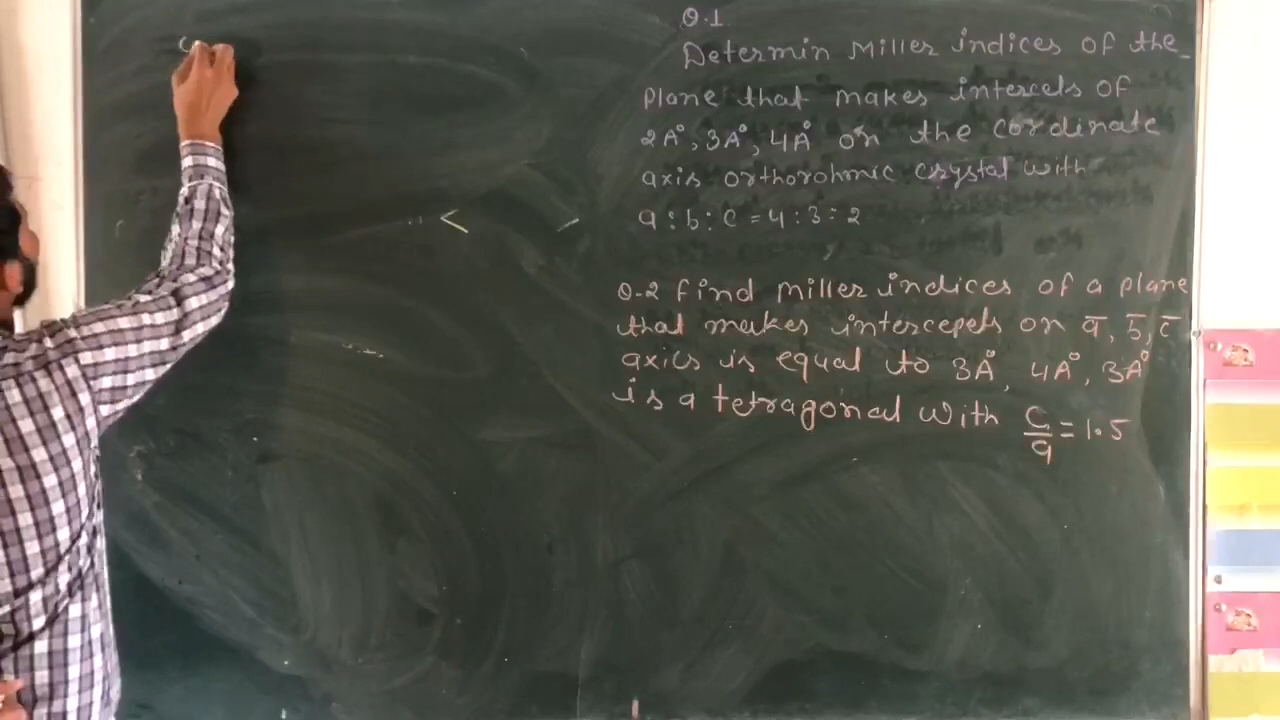 Q.1
Determin Miller indices of the
plane that makes intercets of
2A°, 3A°, 4A° on the cordinate
axis orthorohmic crystal with
a : b : c = 4 : 3 = 2
Q-2 find miller indices of a plane
that makes intercepets on a̅, b̅, c̅
axies is equal to 3A°, 4A°, 3A°
is a tetragonal with c/a = 1.5